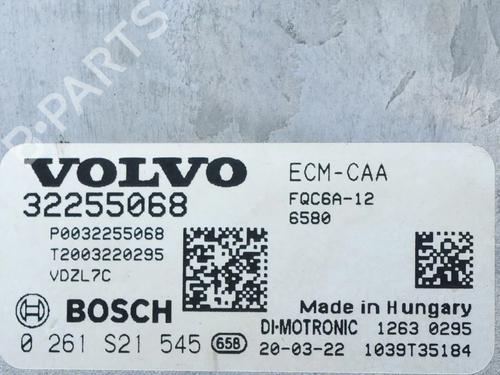 B-PARTS
VOLVO
32255068
P0032255068
T2003220295
VDZL7C
BOSCH
0 261 S21 545 658
ECM-CAA
FQC6A-12
6580
Made in Hungary
DI-MOTRONIC 1263 0295
20-03-22 1039T35184